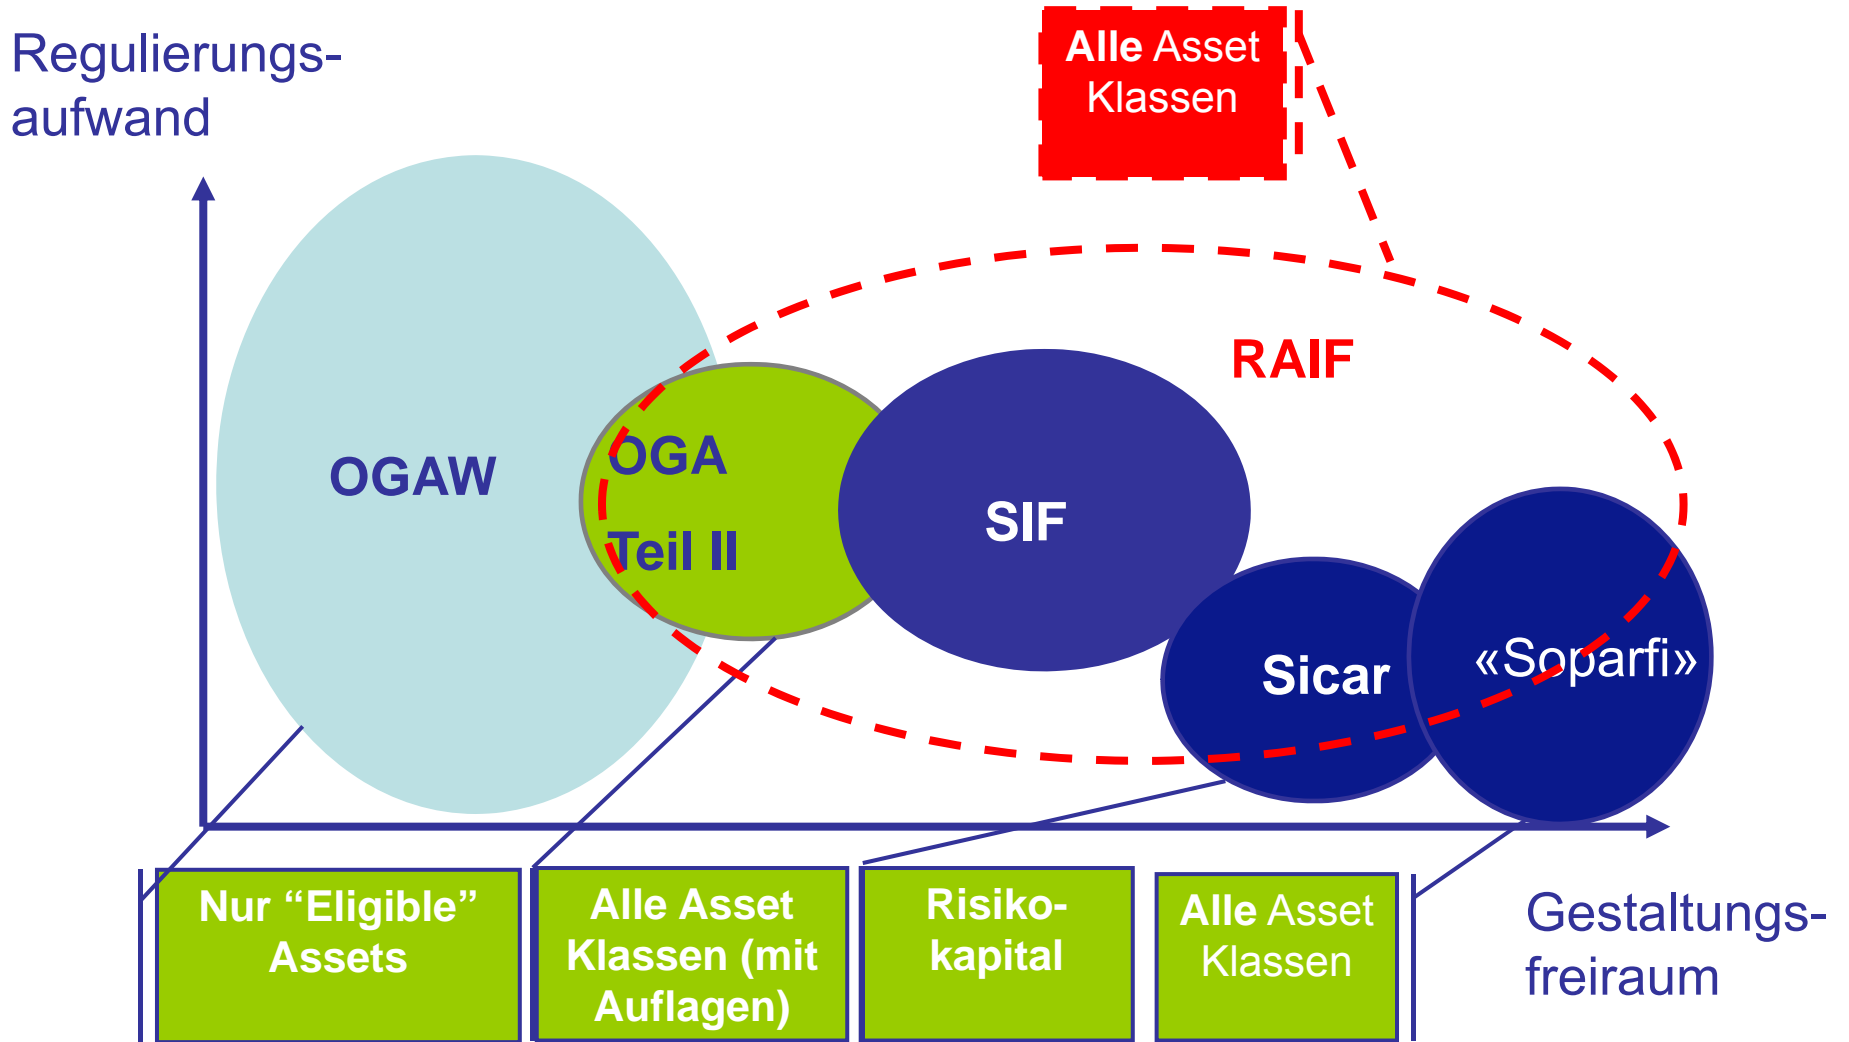 Regulierungs-
aufwand
Alle Asset
Klassen
RAIF
OGAW
OGA
Teil II
SIF
Sicar
«Soparfi»
Nur “Eligible”
Assets
Alle Asset
Klassen (mit
Auflagen)
Risiko-
kapital
Alle Asset
Klassen
Gestaltungs-
freiraum